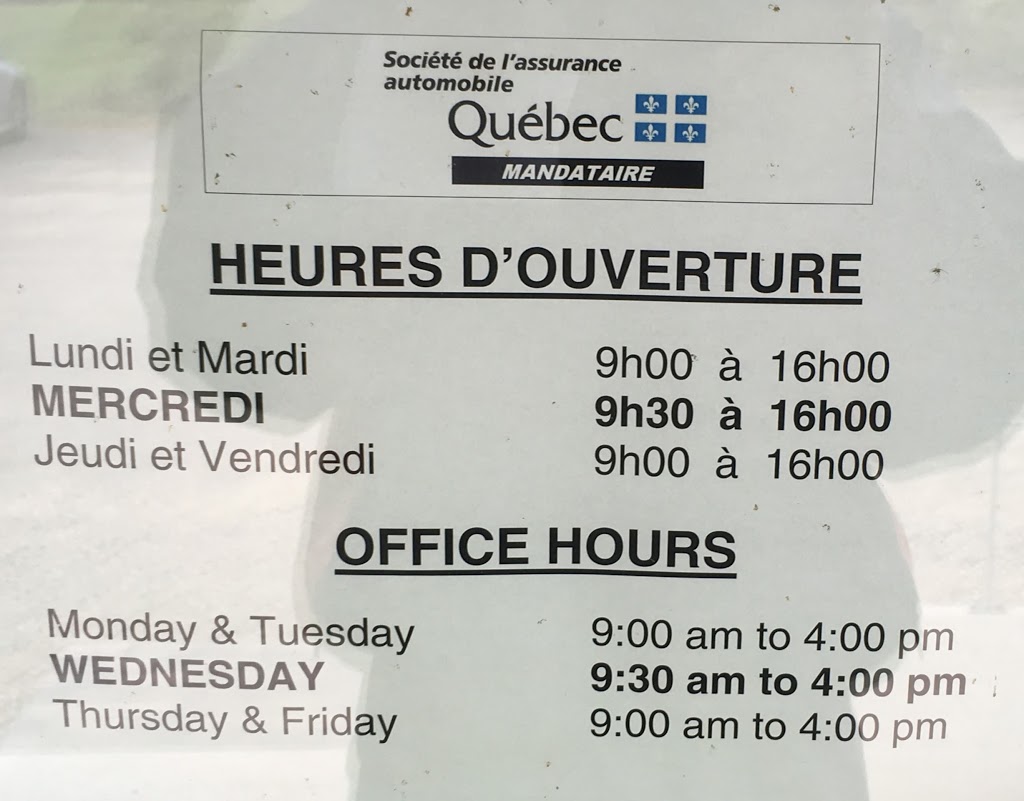 Société de l'assurance
automobile
Québec
MANDATAIRE
HEURES D'OUVERTURE
Lundi et Mardi 9h00 à 16h00
MERCREDI 9h30 à 16h00
Jeudi et Vendredi 9h00 à 16h00
OFFICE HOURS
Monday & Tuesday 9:00 am to 4:00 pm
WEDNESDAY 9:30 am to 4:00 pm
Thursday & Friday 9:00 am to 4:00 pm